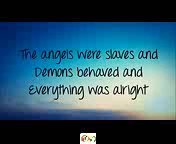 The angels were slaves and
Demons behaved and
Everything was alright